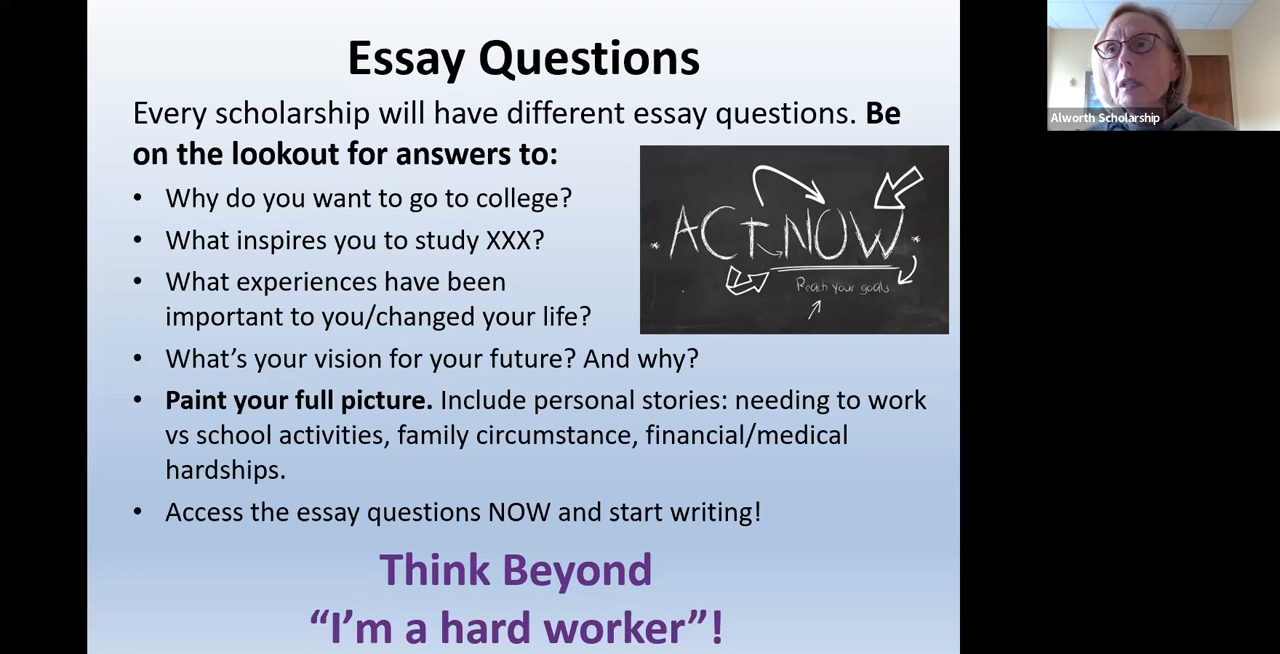 Essay Questions
Every scholarship will have different essay questions. Be
on the lookout for answers to:
• Why do you want to go to college?
• What inspires you to study XXX?
• What experiences have been
important to you/changed your life?
• What's your vision for your future? And why?
• Paint your full picture. Include personal stories: needing to work
vs school activities, family circumstance, financial/medical
hardships.
• Access the essay questions NOW and start writing!
Think Beyond
“I'm a hard worker”!
* ACT NOW *
Reach your goals
Alworth Scholarship